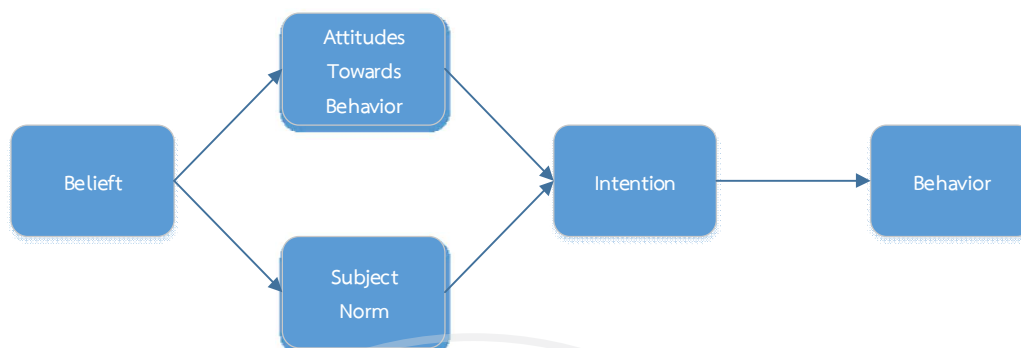 Attitudes
Towards
Behavior
Belieft
Intention
Behavior
Subject
Norm